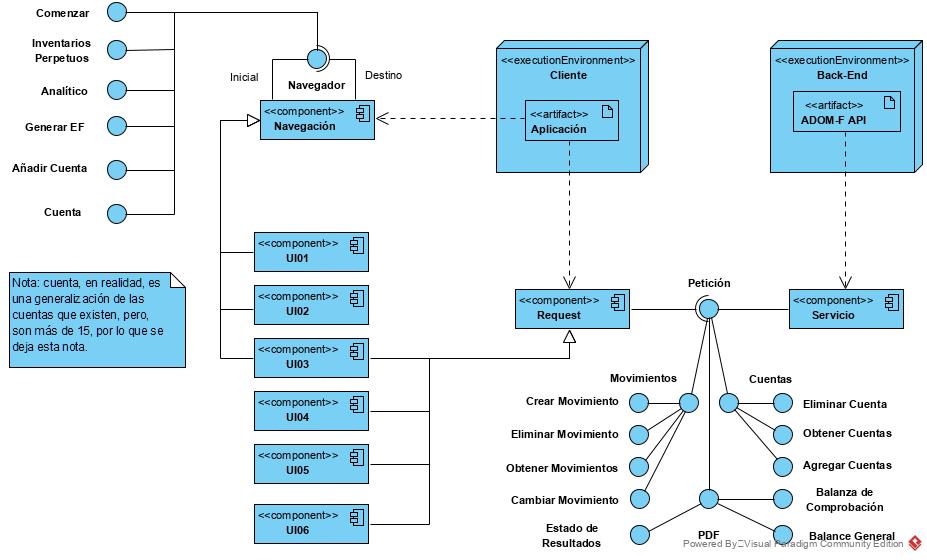 Comenzar
Inventarios
Perpetuos
Analítico
Generar EF
Añadir Cuenta
Cuenta
Inicial
Navegador
Destino
<<component>>
Navegación
<<executionEnvironment>>
Cliente
<<artifact>>
Aplicación
<<executionEnvironment>>
Back-End
<<artifact>>
ADOM-F API
Nota: cuenta, en realidad, es
una generalización de las
cuentas que existen, pero,
son más de 15, por lo que se
deja esta nota.
<<component>>
UI01
<<component>>
UI02
<<component>>
UI03
<<component>>
UI04
<<component>>
UI05
<<component>>
UI06
<<component>>
Request
Petición
<<component>>
Servicio
Movimientos
Crear Movimiento
Eliminar Movimiento
Obtener Movimientos
Cambiar Movimiento
Cuentas
Eliminar Cuenta
Obtener Cuentas
Agregar Cuentas
PDF
Estado de
Resultados
Balanza de
Comprobación
Balance General
Powered By Visual Paradigm Community Edition